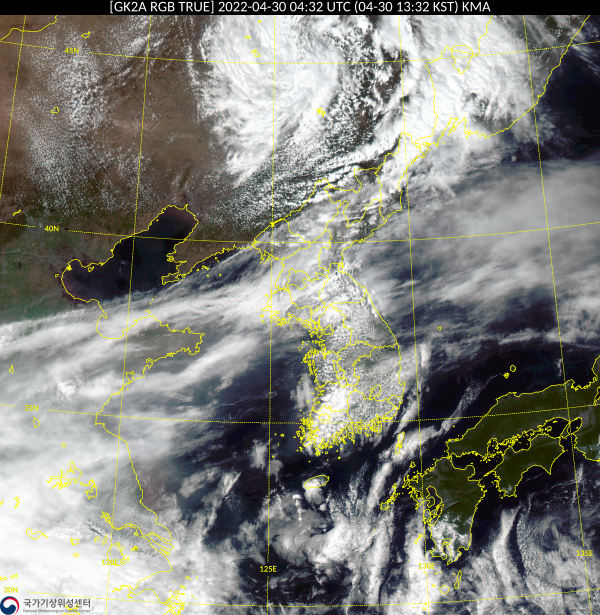 [GK2A RGB TRUE] 2022-04-30 04:32 UTC (04-30 13:32 KST) KMA
45N
40N
125E
135E
30N
국가기상위성센터
National Meteorological Satellite Center